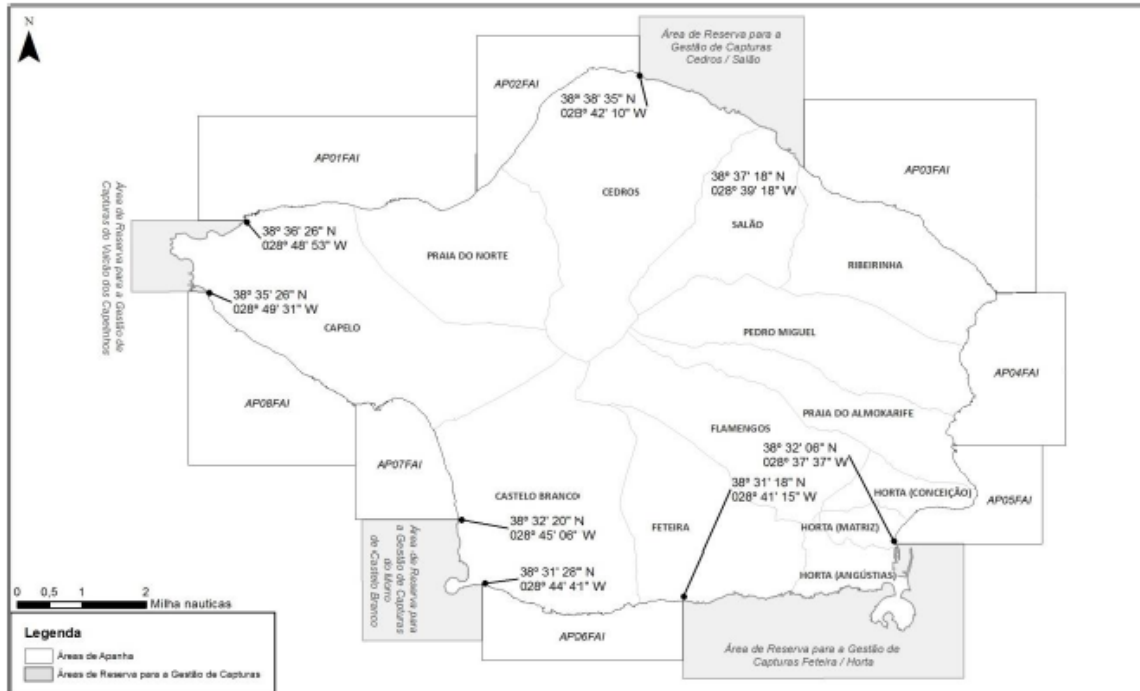 N
Área de Reserva para a
Gestão de Capturas
Cedros / Salão
AP02FAI
38º 38' 35" N
028º 42' 10" W
AP01FAI
AP03FAI
CEDROS
38º 37' 18" N
028º 39' 18" W
SALÃO
Área de Reserva para a Gestão de
Capturas do Vulcão dos Capelinhos
38º 36' 26" N
028º 48' 53" W
PRAIA DO NORTE
RIBEIRINHA
38º 35' 26" N
028º 49' 31" W
CAPELO
PEDRO MIGUEL
AP04FAI
AP08FAI
PRAIA DO ALMOXARIFE
FLAMENGOS
38º 32' 06" N
028º 37' 37" W
AP07FAI
38º 31' 18" N
028º 41' 15" W
HORTA (CONCEIÇÃO)
AP05FAI
CASTELO BRANCO
38º 32' 20" N
028º 45' 06" W
FETEIRA
HORTA (MATRIZ)
Área de Reserva para
a Gestão de Capturas
do Morro
de Castelo Branco
38º 31' 28" N
028º 44' 41" W
HORTA (ANGÚSTIAS)
AP06FAI
Área de Reserva para a Gestão de
Capturas Feteira / Horta
0 0,5 1 2
Milha nauticas
Legenda
Áreas de Apanha
Áreas de Reserva para a Gestão de Capturas